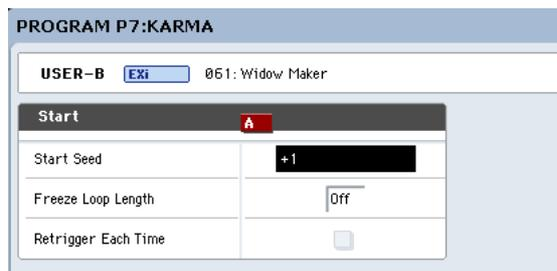 PROGRAM P7:KARMA
USER-B EXi 061: Widow Maker
Start
A
Start Seed +1
Freeze Loop Length Off
Retrigger Each Time